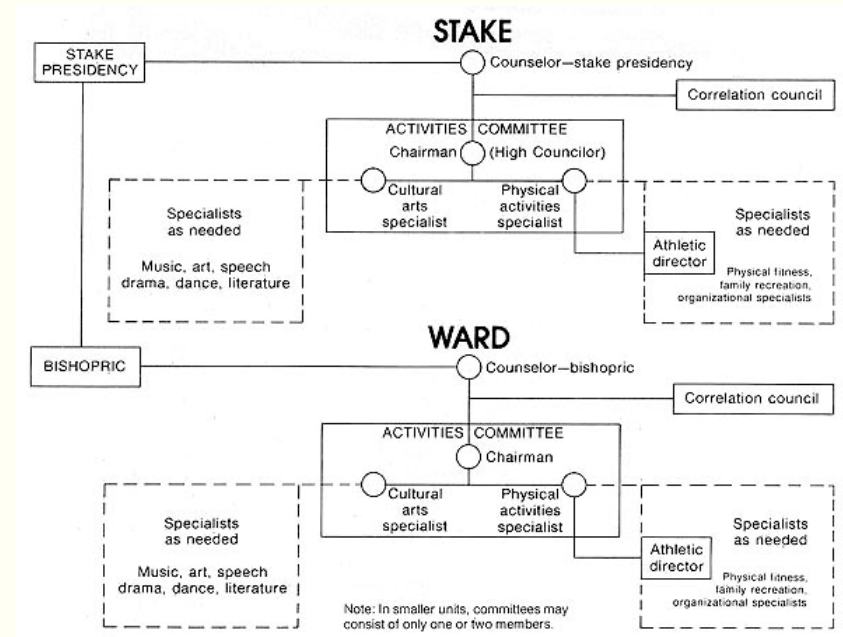 STAKE
STAKE
PRESIDENCY
Counselor—stake presidency
Correlation council
ACTIVITIES COMMITTEE
Chairman (High Councilor)
Cultural
arts
specialist
Physical
activities
specialist
Specialists
as needed
Music, art, speech
drama, dance, literature
Athletic
director
Specialists
as needed
Physical fitness,
family recreation,
organizational specialists
WARD
BISHOPRIC
Counselor—bishopric
Correlation council
ACTIVITIES COMMITTEE
Chairman
Cultural
arts
specialist
Physical
activities
specialist
Specialists
as needed
Music, art, speech
drama, dance, literature
Athletic
director
Specialists
as needed
Physical fitness,
family recreation,
organizational specialists
Note: In smaller units, committees may
consist of only one or two members.